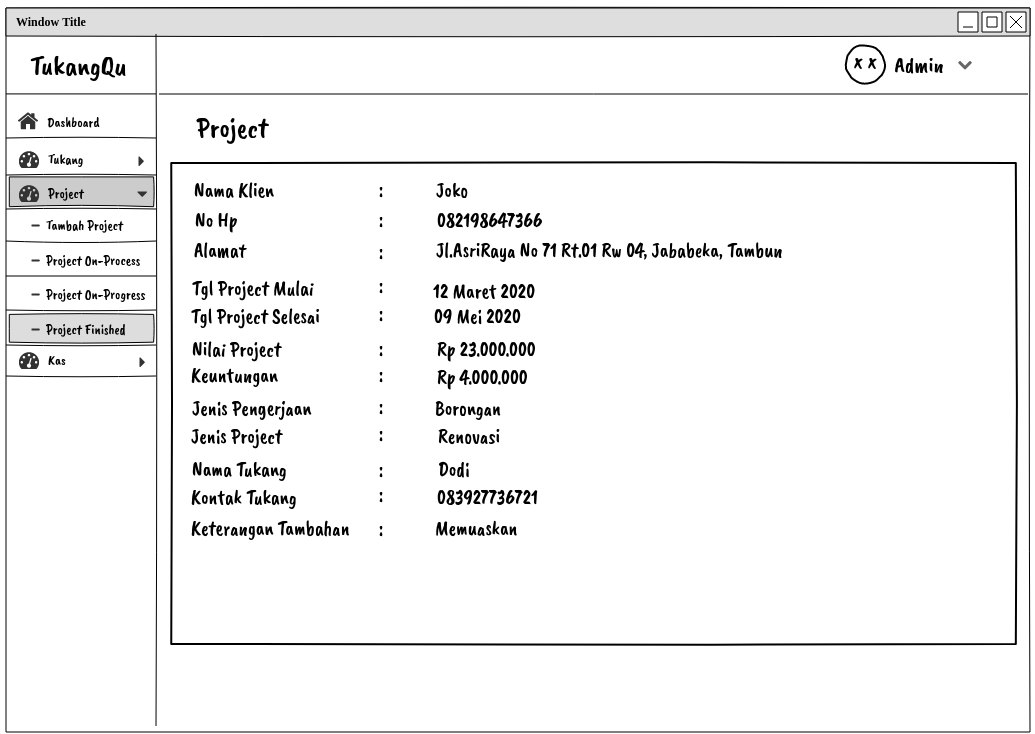 Window Title
TukangQu
Admin
Dashboard
Tukang
Project
– Tambah Project
– Project On-Process
– Project On-Progress
– Project Finished
Kas
Project
Nama Klien : Joko
No Hp : 082198647366
Alamat : Jl.AsriRaya No 71 Rt.01 Rw 04, Jababeka, Tambun
Tgl Project Mulai : 12 Maret 2020
Tgl Project Selesai : 09 Mei 2020
Nilai Project : Rp 23.000.000
Keuntungan : Rp 4.000.000
Jenis Pengerjaan : Borongan
Jenis Project : Renovasi
Nama Tukang : Dodi
Kontak Tukang : 083927736721
Keterangan Tambahan : Memuaskan